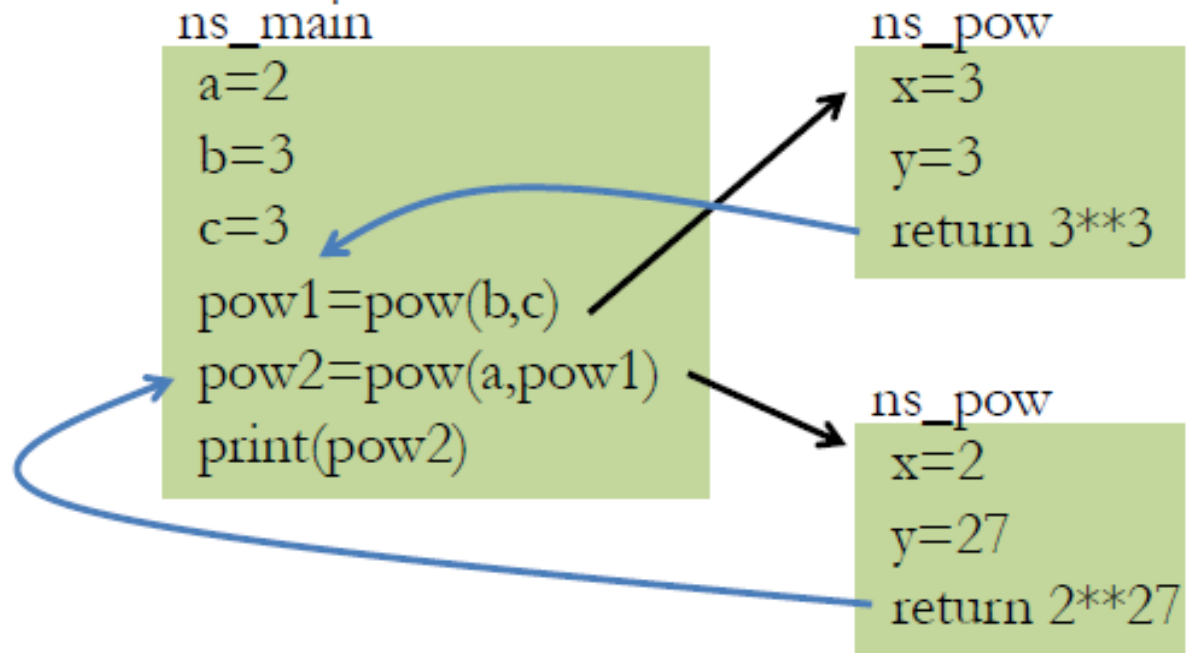 ns_main
a=2
b=3
c=3
pow1=pow(b,c)
pow2=pow(a,pow1)
print(pow2)
ns_pow
x=3
y=3
return 3**3
ns_pow
x=2
y=27
return 2**27